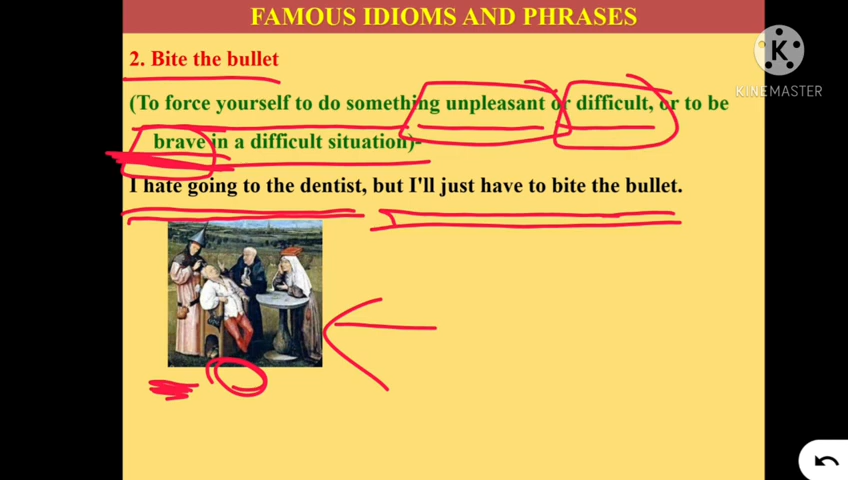 FAMOUS IDIOMS AND PHRASES
K
KINEMASTER
2. Bite the bullet
(To force yourself to do something unpleasant or difficult, or to be
brave in a difficult situation)-
I hate going to the dentist, but I'll just have to bite the bullet.